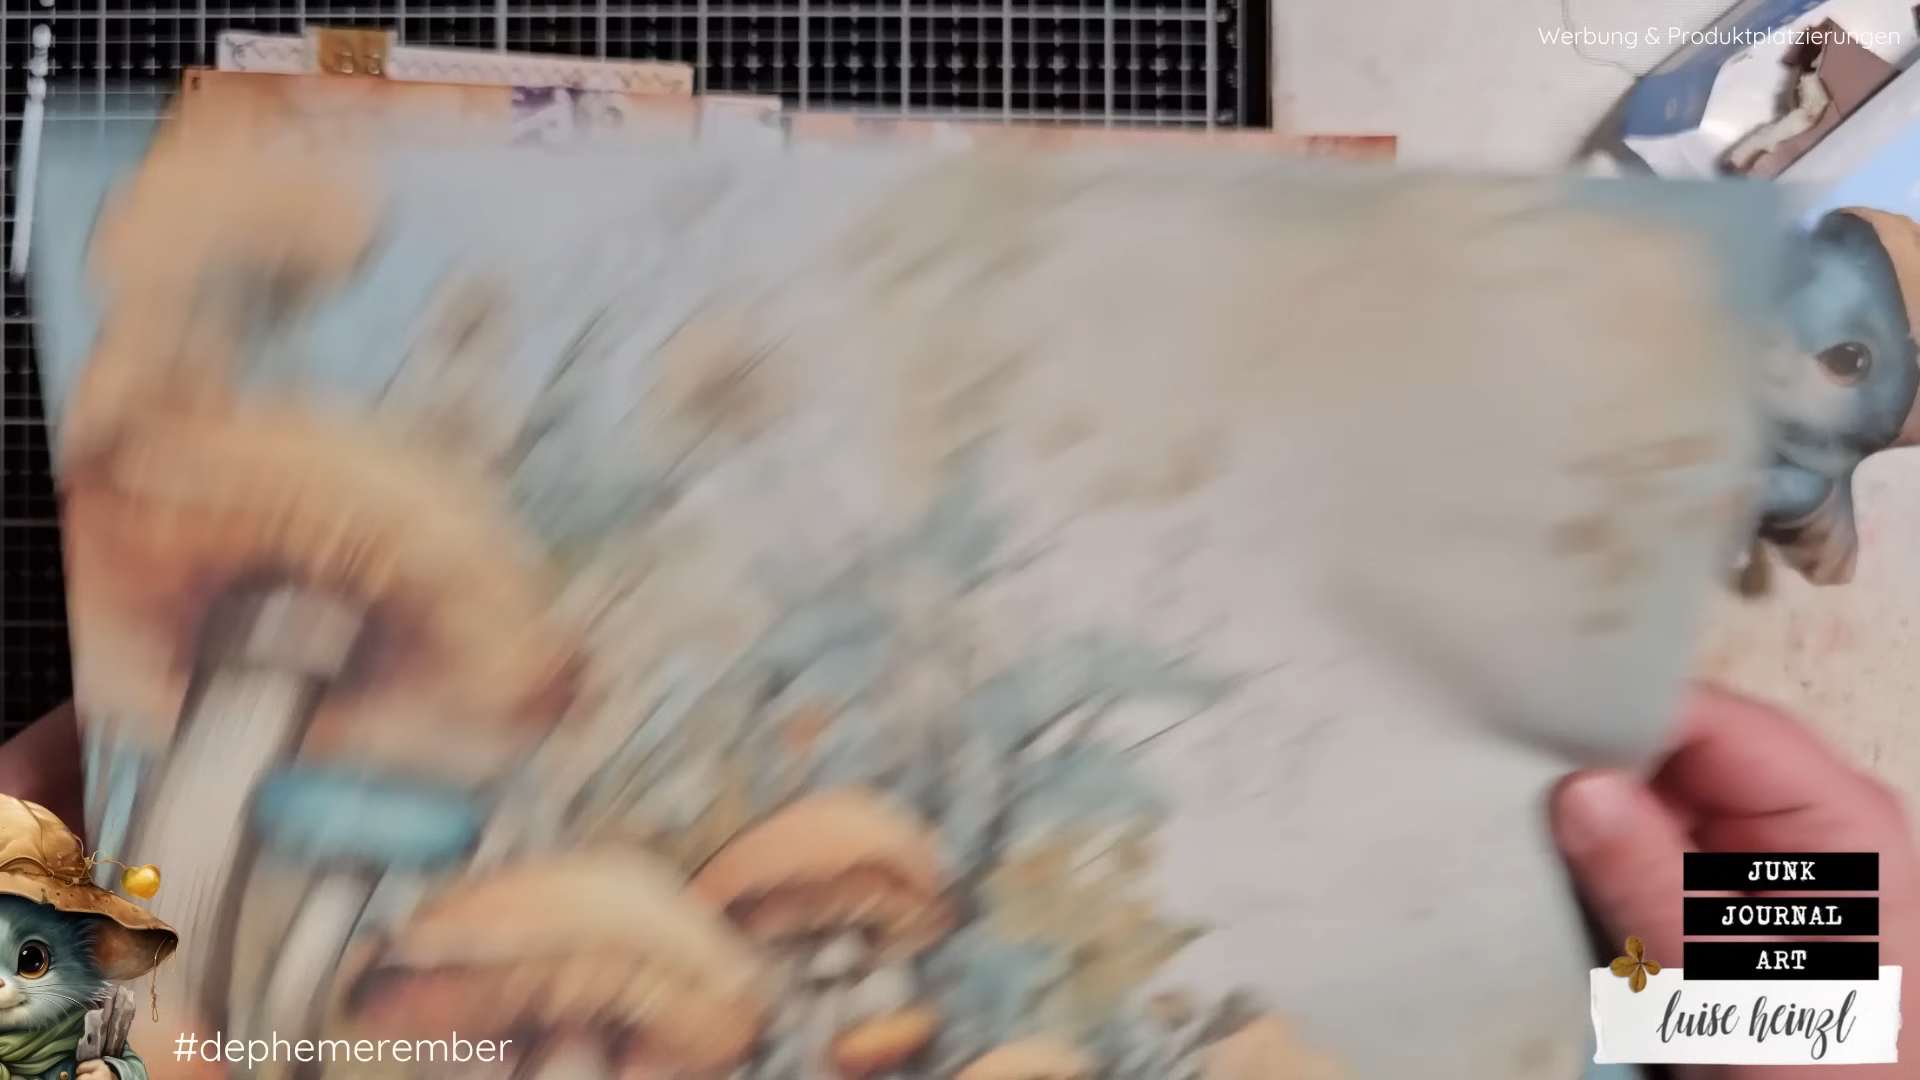 Werbung & Produktplatzierungen
JUNK
JOURNAL
ART
luise heinzl
#dephemerember